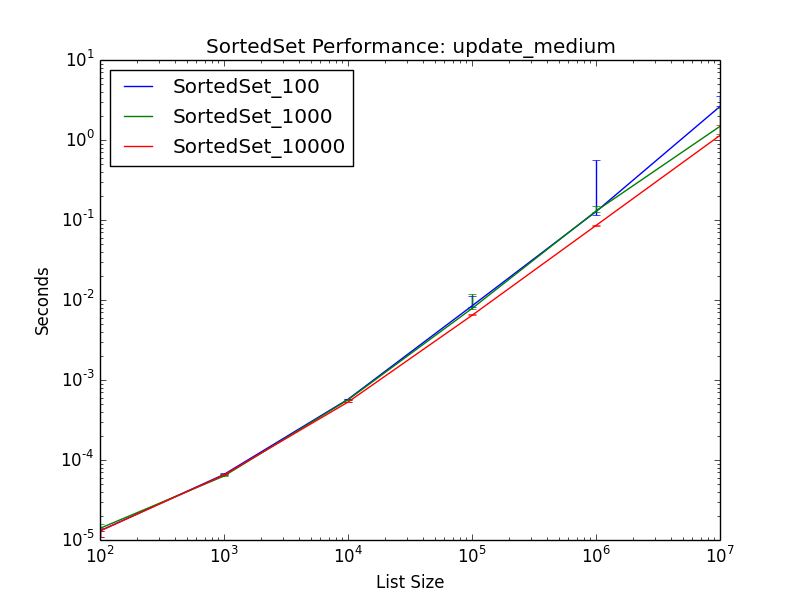 SortedSet Performance: update_medium
SortedSet_100
SortedSet_1000
SortedSet_10000
10^1
10^0
10^-1
10^-2
10^-3
10^-4
10^-5
Seconds
10^2 10^3 10^4 10^5 10^6 10^7
List Size